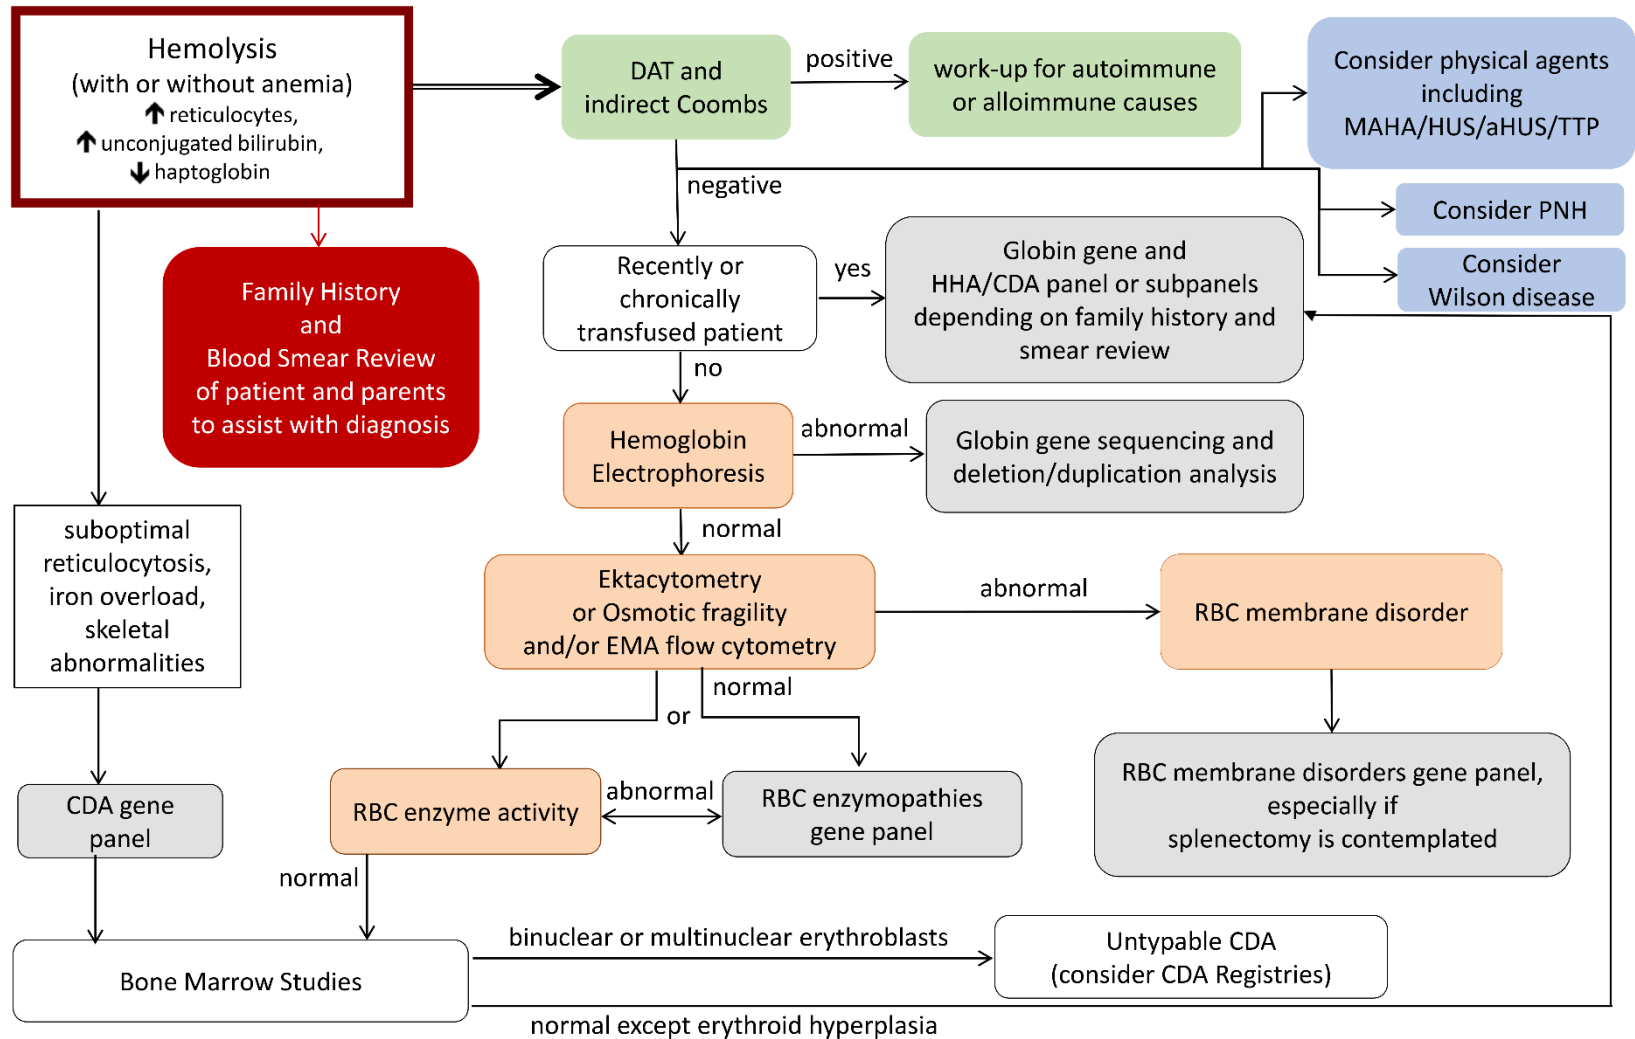 Hemolysis
(with or without anemia)
↑ reticulocytes,
↑ unconjugated bilirubin,
↓ haptoglobin
DAT and
indirect Coombs
positive
work-up for autoimmune
or alloimmune causes
Consider physical agents
including
MAHA/HUS/aHUS/TTP
negative
Consider PNH
Consider
Wilson disease
Family History
and
Blood Smear Review
of patient and parents
to assist with diagnosis
Recently or
chronically
transfused patient
yes
Globin gene and
HHA/CDA panel or subpanels
depending on family history and
smear review
no
Hemoglobin
Electrophoresis
abnormal
Globin gene sequencing and
deletion/duplication analysis
normal
suboptimal
reticulocytosis,
iron overload,
skeletal
abnormalities
Ektacytometry
or Osmotic fragility
and/or EMA flow cytometry
abnormal
RBC membrane disorder
normal
or
RBC membrane disorders gene panel,
especially if
splenectomy is contemplated
CDA gene
panel
RBC enzyme activity
abnormal
RBC enzymopathies
gene panel
normal
Bone Marrow Studies
binuclear or multinuclear erythroblasts
Untypable CDA
(consider CDA Registries)
normal except erythroid hyperplasia